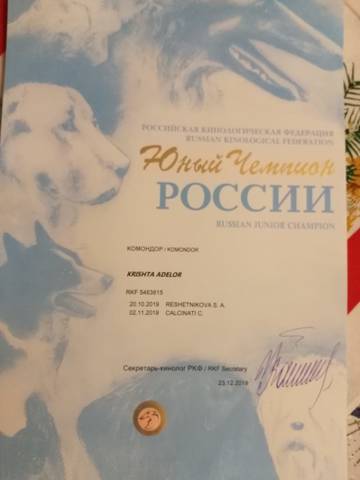 РОССИЙСКАЯ КИНОЛОГИЧЕСКАЯ ФЕДЕРАЦИЯ
RUSSIAN KINOLOGICAL FEDERATION
Юный Чемпион
РОССИИ
RUSSIAN JUNIOR CHAMPION
КОМОНДОР / KOMONDOR
KRISHTA ADELOR
RKF 5463815
20.10.2019 RESHETNIKOVA S. A.
02.11.2019 CALCINATI C.
Секретарь-кинолог РКФ / RKF Secretary
23.12.2019